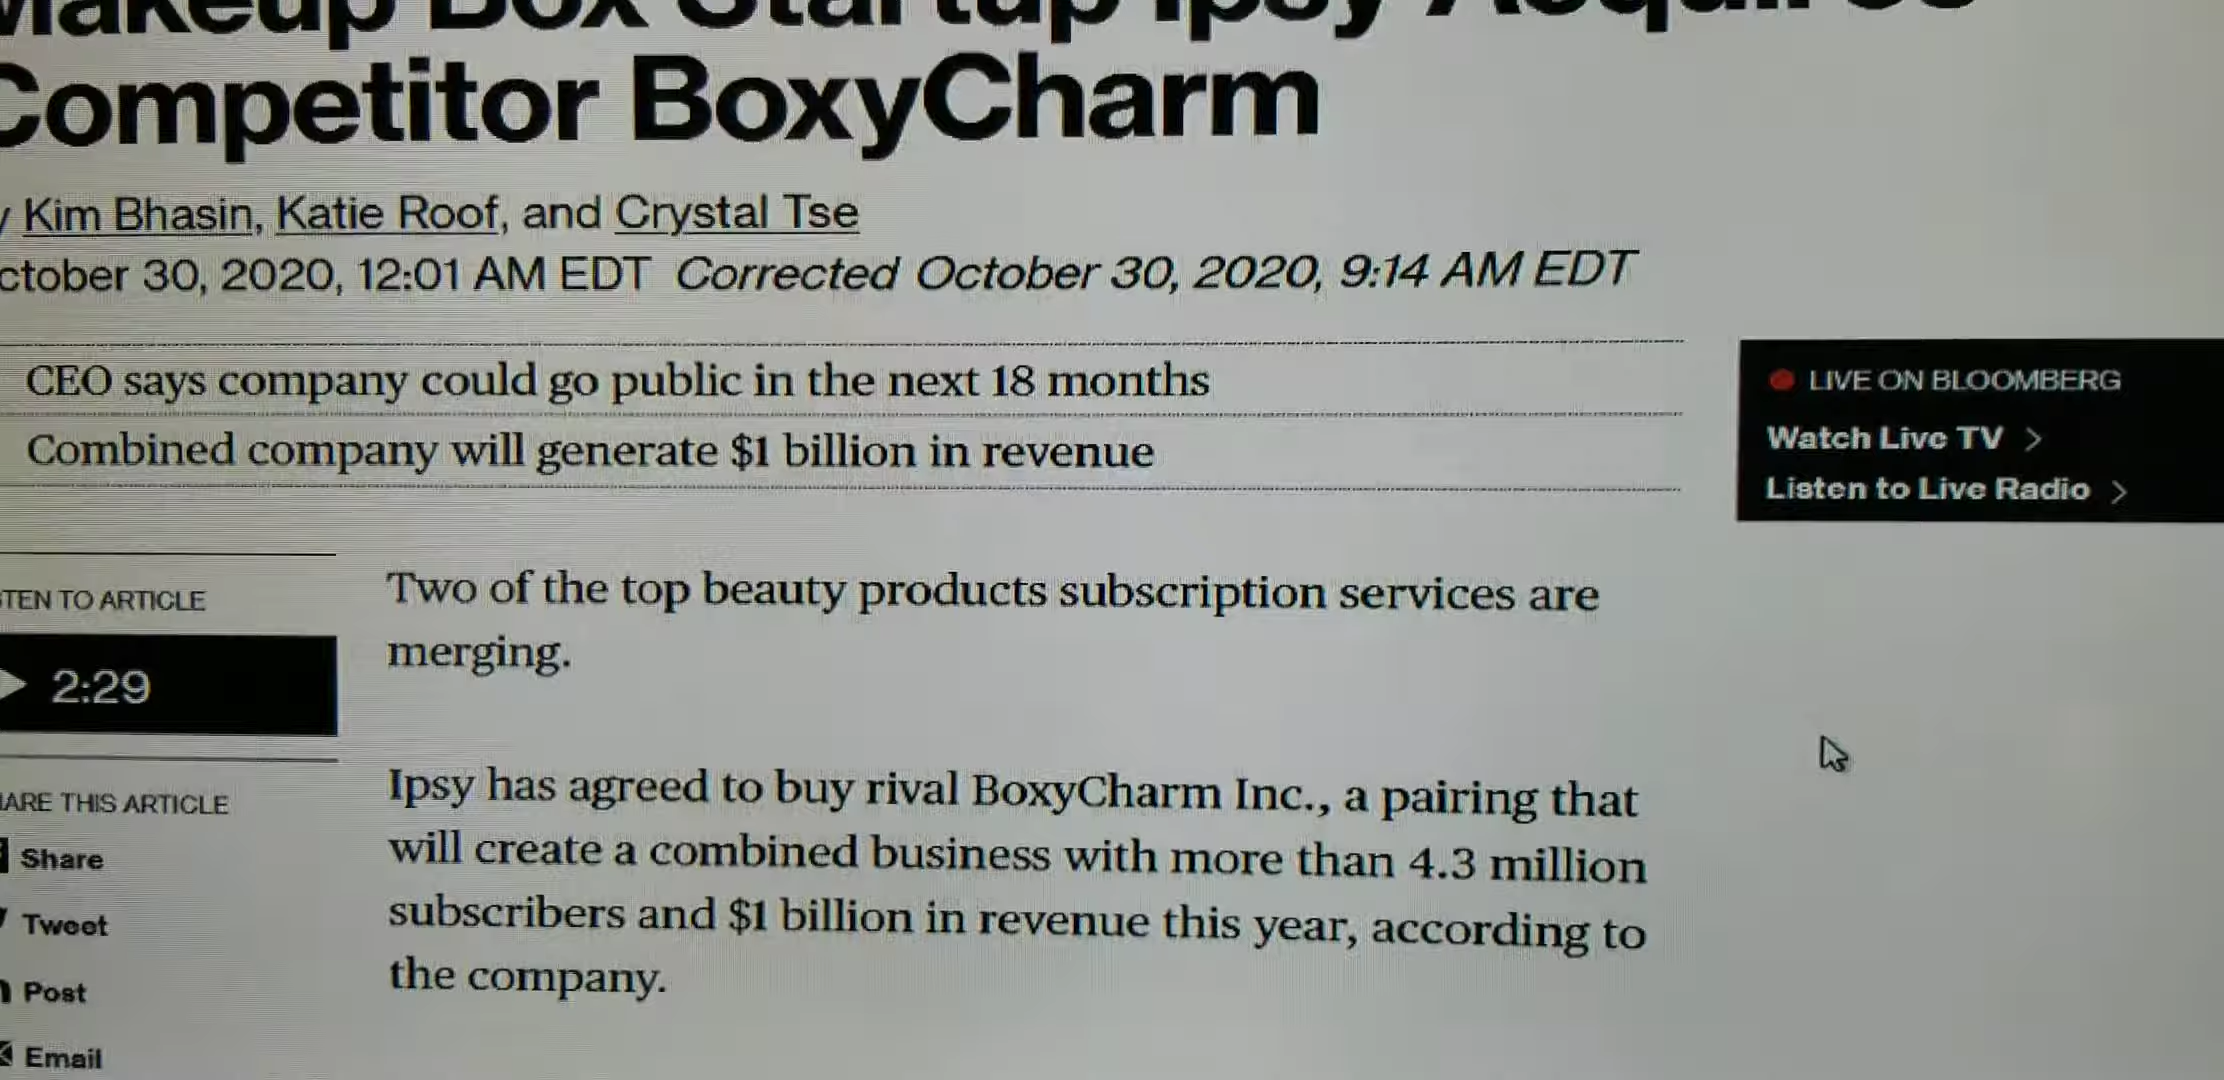 Makeup Box Startup Ipsy Acquires
Competitor BoxyCharm
y Kim Bhasin, Katie Roof, and Crystal Tse
ctober 30, 2020, 12:01 AM EDT Corrected October 30, 2020, 9:14 AM EDT
CEO says company could go public in the next 18 months
Combined company will generate $1 billion in revenue
LIVE ON BLOOMBERG
Watch Live TV >
Listen to Live Radio >
TEN TO ARTICLE
2:29
ARE THIS ARTICLE
Share
Tweet
Post
Email
Two of the top beauty products subscription services are
merging.
Ipsy has agreed to buy rival BoxyCharm Inc., a pairing that
will create a combined business with more than 4.3 million
subscribers and $1 billion in revenue this year, according to
the company.